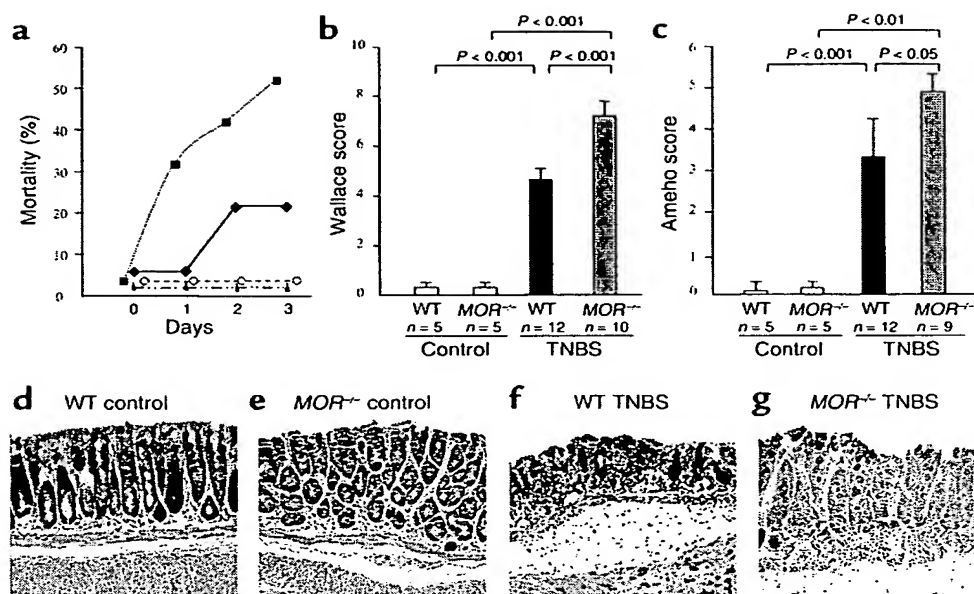 a
60
50
40
30
20
10
0
Mortality (%)
0 1 2 3
Days
b
P < 0.001
P < 0.001 P < 0.001
10
8
6
4
2
0
Wallace score
WT MOR–/– WT MOR–/–
n = 5 n = 5 n = 12 n = 10
Control TNBS
c
P < 0.01
P < 0.001 P < 0.05
6
5
4
3
2
1
0
Ameho score
WT MOR–/– WT MOR–/–
n = 5 n = 5 n = 12 n = 9
Control TNBS
d WT control
e MOR–/– control
f WT TNBS
g MOR–/– TNBS